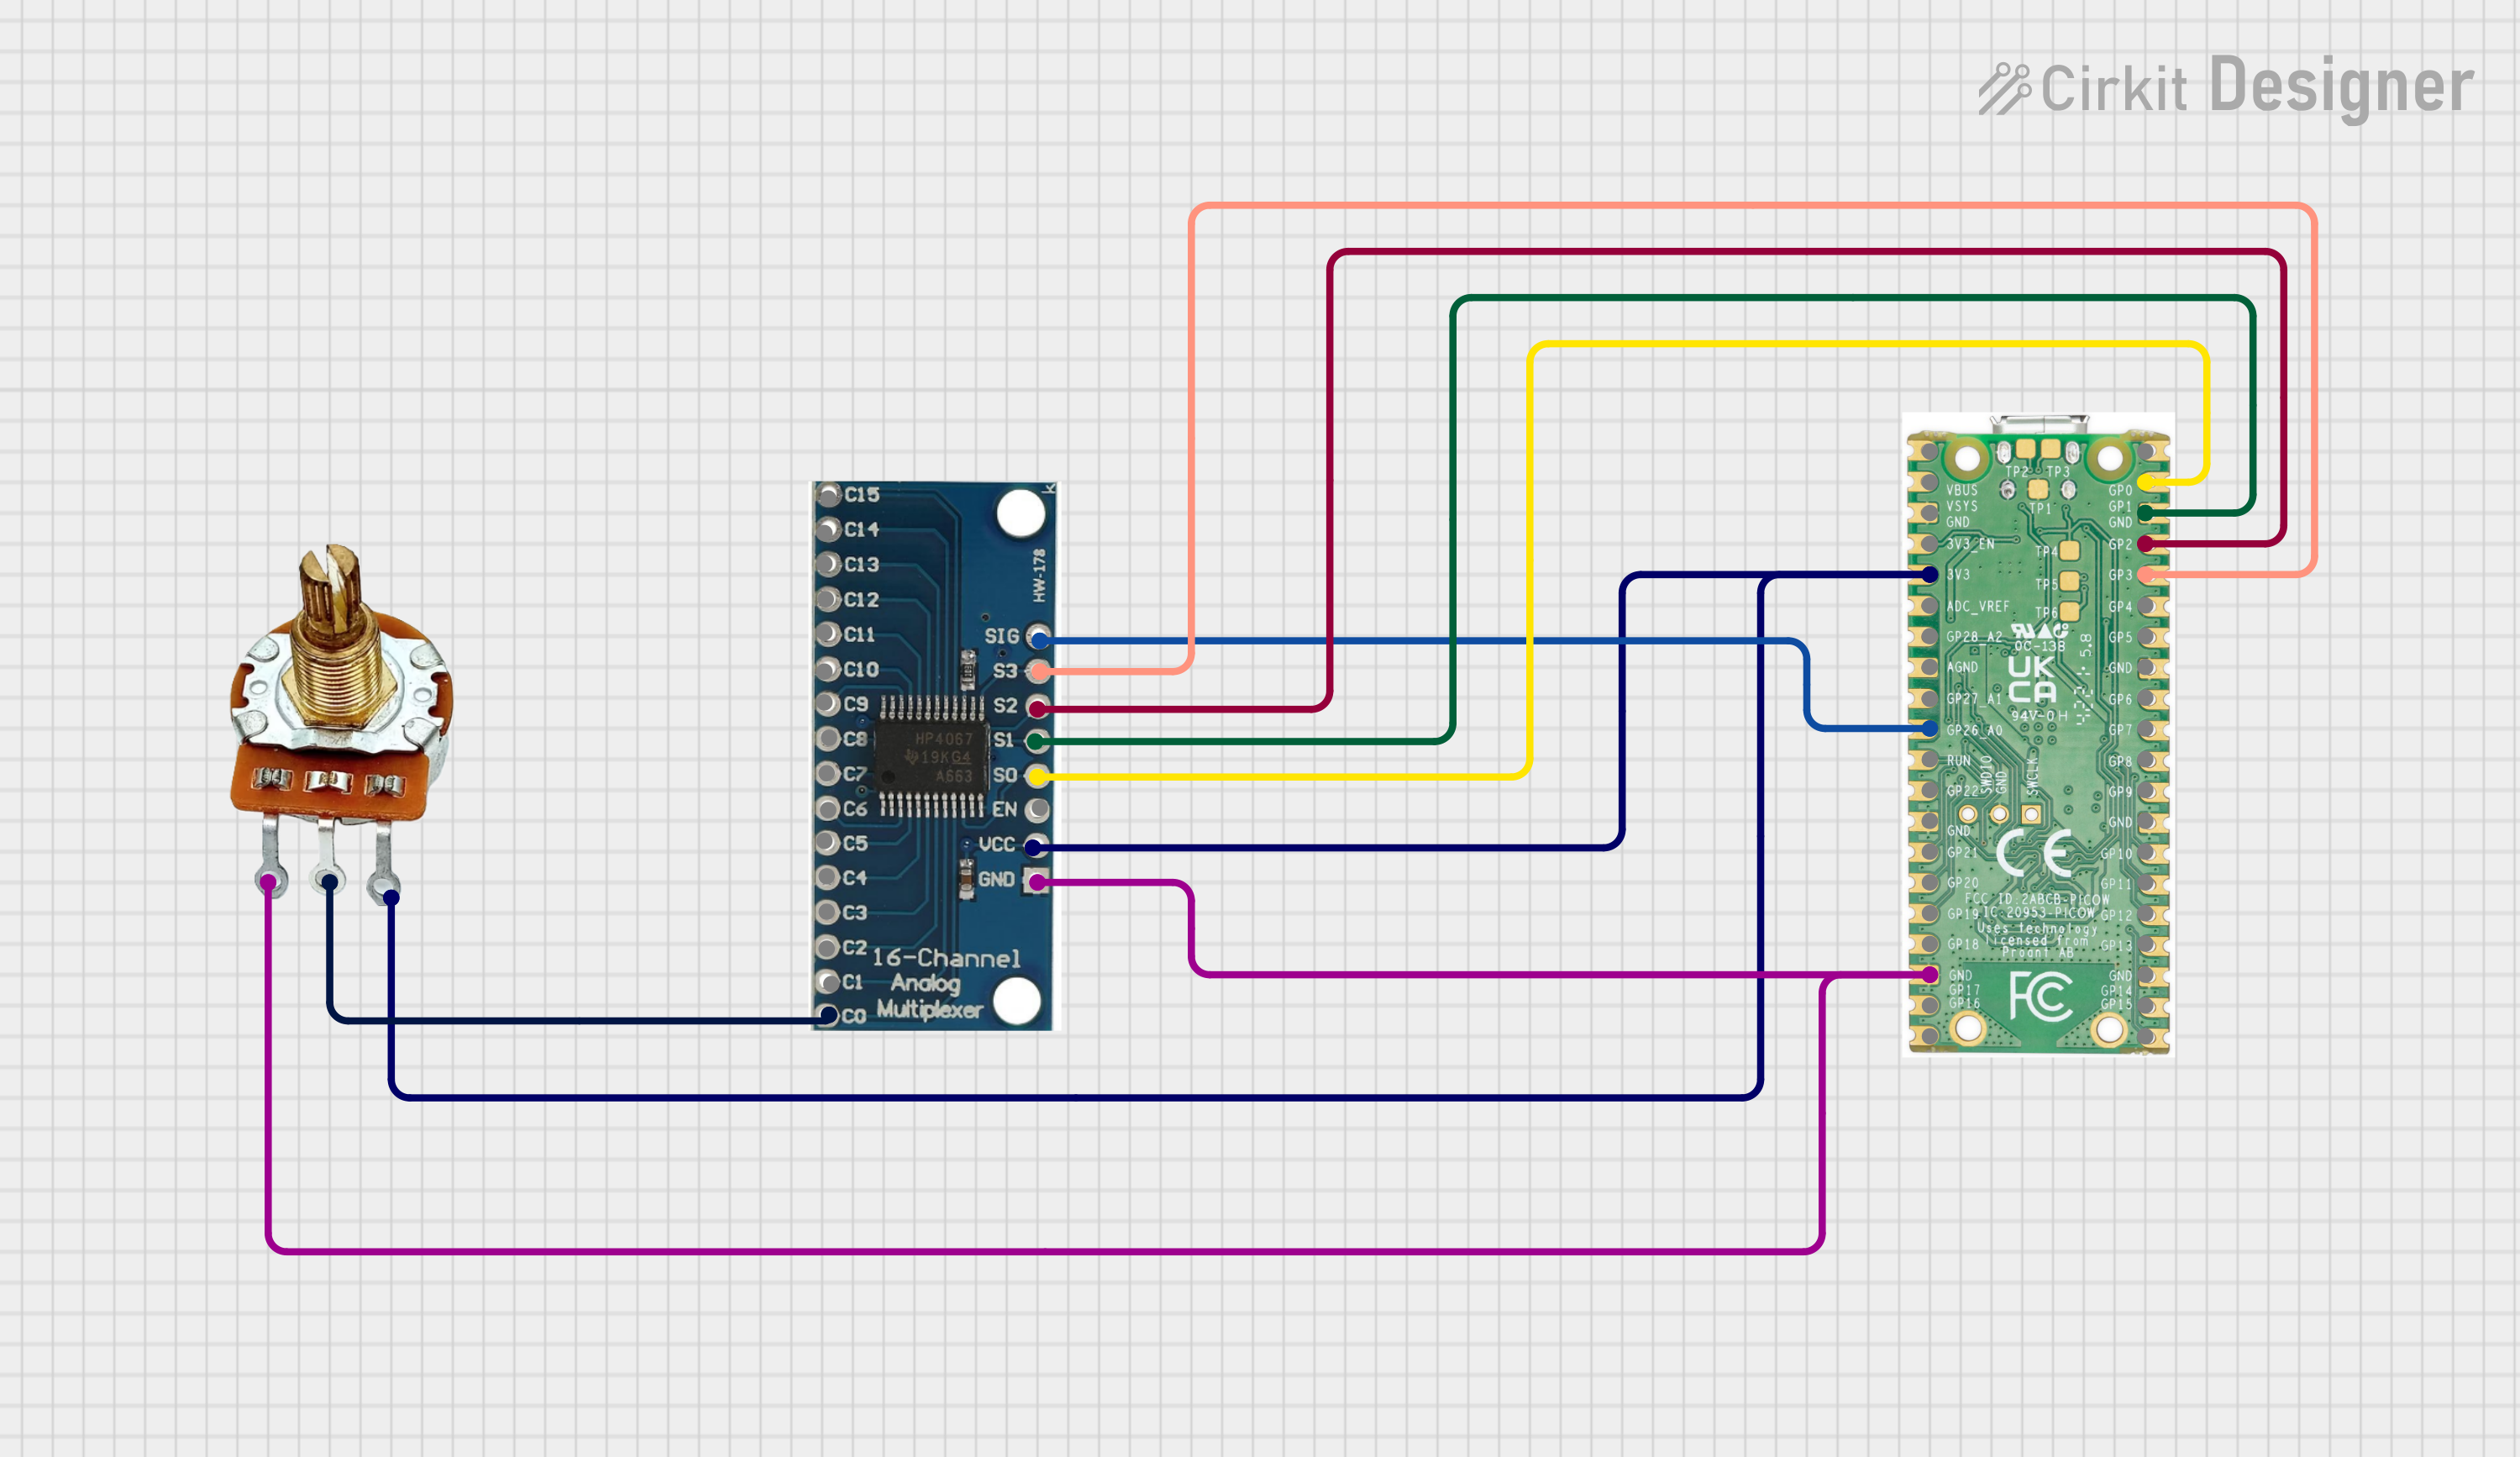 Cirkit Designer
C15
C14
C13
C12
C11
C10
C9
C8
C7
C6
C5
C4
C3
C2
C1
C0
K
HW-178
SIG
S3
S2
S1
S0
EN
VCC
GND
HP4067
19KG4
A663
16-Channel
Analog
Multiplexer
TP2 TP3
TP1
TP4
TP5
TP6
VBUS
VSYS
GND
3V3_EN
3V3
ADC_VREF
GP28_A2
AGND
GP27_A1
GP26_A0
RUN
GP22
GND
GP21
GP20
GP19
GP18
GND
GP17
GP16
GP0
GP1
GND
GP2
GP3
GP4
GP5
GND
GP6
GP7
GP8
GP9
GND
GP10
GP11
GP12
GP13
GND
GP14
GP15
OC-13B
UK
CA
94V-0 H
SWDIO
GND
SWCLK
CE
FCC ID:2ABCB-PICOW
IC:20953-PICOW
Uses technology
licensed from
Proant AB
FC